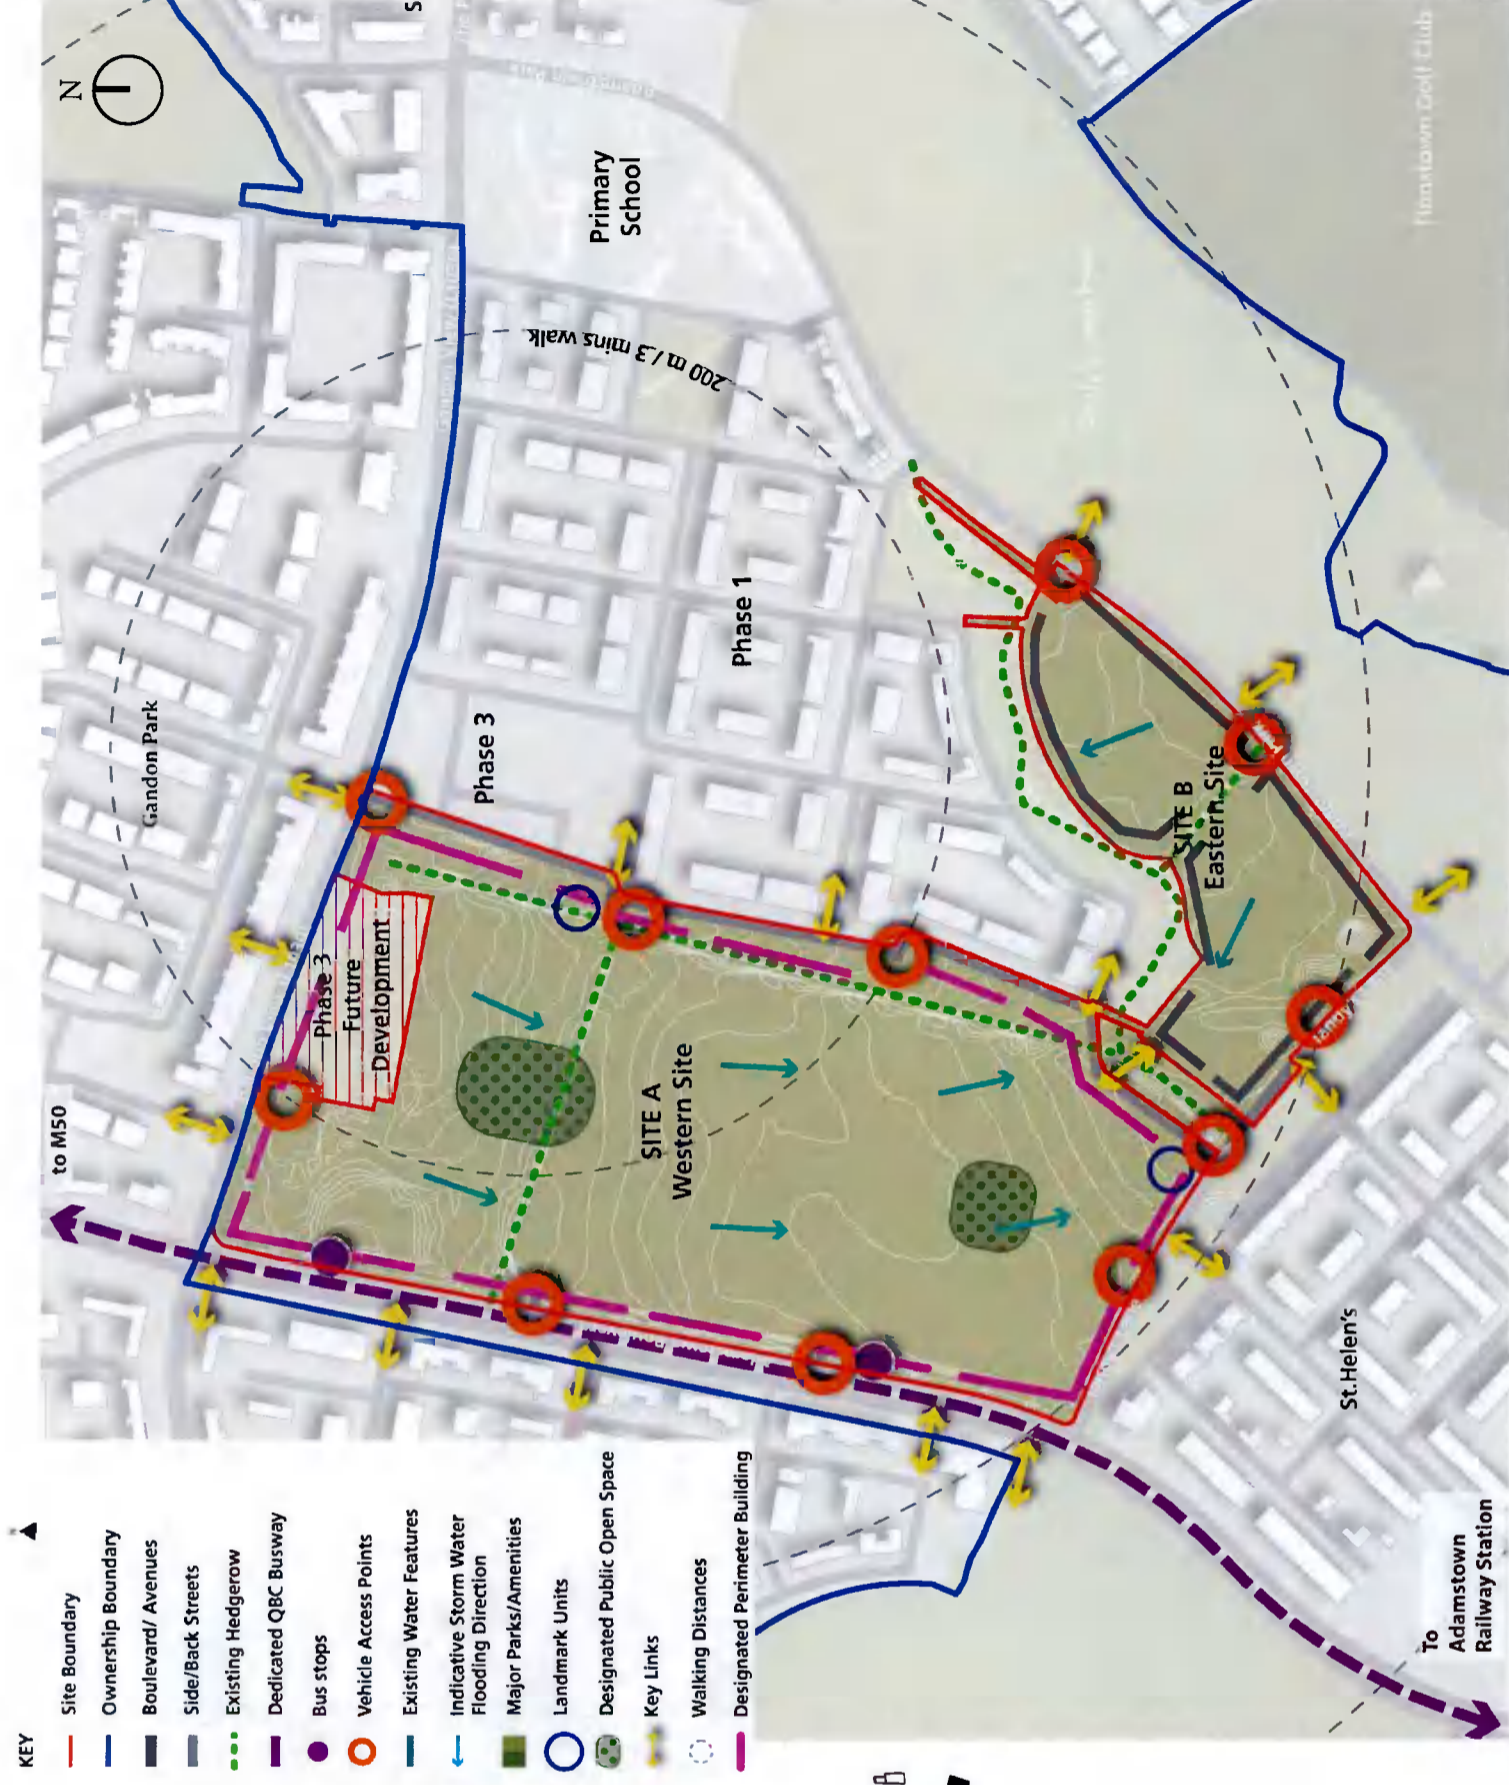 KEY
Site Boundary
Ownership Boundary
Boulevard/ Avenues
Side/Back Streets
Existing Hedgerow
Dedicated QBC Busway
Bus stops
Vehicle Access Points
Existing Water Features
Indicative Storm Water
Flooding Direction
Major Parks/Amenities
Landmark Units
Designated Public Open Space
Key Links
Walking Distances
Designated Perimeter Building
N
to M50
Gandon Park
Primary
School
200 m / 3 mins walk
Phase 3
Phase 1
Phase 3
Future
Development
SITE A
Western Site
SITE B
Eastern Site
St.Helen's
To
Adamstown
Railway Station
Golf Club